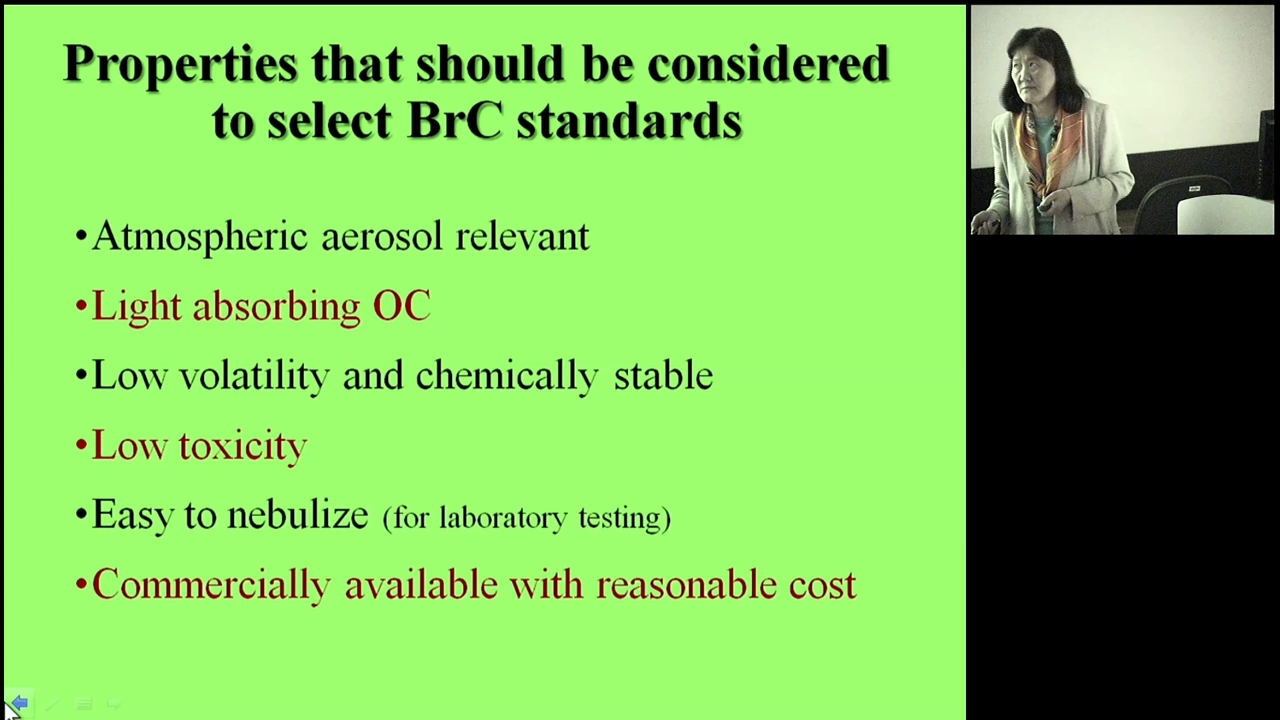 Properties that should be considered
to select BrC standards
•Atmospheric aerosol relevant
•Light absorbing OC
•Low volatility and chemically stable
•Low toxicity
•Easy to nebulize (for laboratory testing)
•Commercially available with reasonable cost